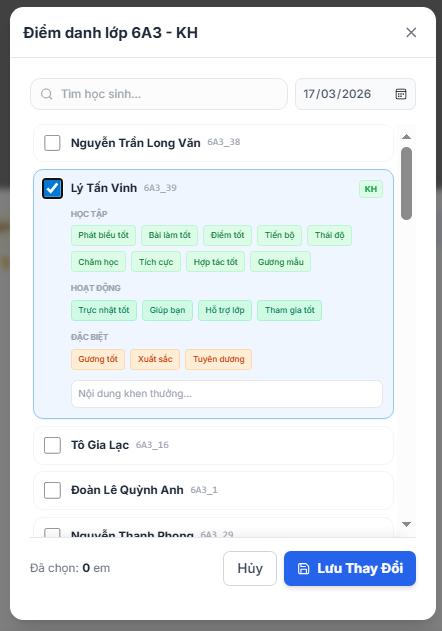 Điểm danh lớp 6A3 - KH
Tìm học sinh...
17/03/2026
Nguyễn Trần Long Văn 6A3_38
Lý Tấn Vinh 6A3_39 KH
HỌC TẬP
Phát biểu tốt Bài làm tốt Điểm tốt Tiến bộ Thái độ
Chăm học Tích cực Hợp tác tốt Gương mẫu
HOẠT ĐỘNG
Trực nhật tốt Giúp bạn Hỗ trợ lớp Tham gia tốt
ĐẶC BIỆT
Gương tốt Xuất sắc Tuyên dương
Nội dung khen thưởng...
Tô Gia Lạc 6A3_16
Đoàn Lê Quỳnh Anh 6A3_1
Nguyễn Thanh Phong 6A3_29
Đã chọn: 0 em
Hủy
Lưu Thay Đổi